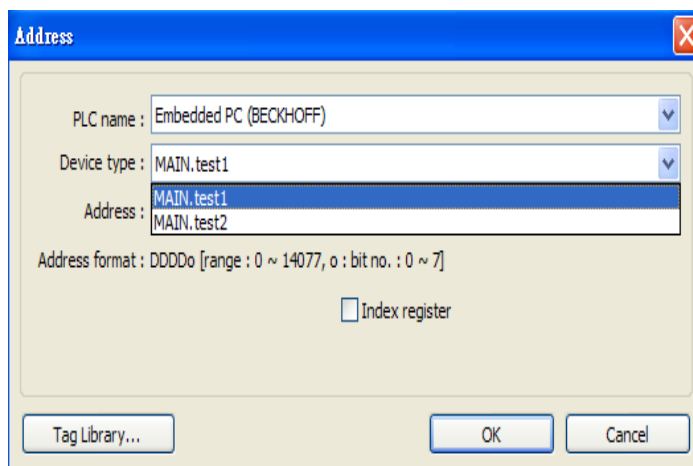 Address
PLC name : Embedded PC (BECKHOFF)
Device type : MAIN.test1
MAIN.test1
Address :
MAIN.test2
Address format : DDDDo [range : 0 ~ 14077, o : bit no. : 0 ~ 7]
Index register
Tag Library... OK Cancel